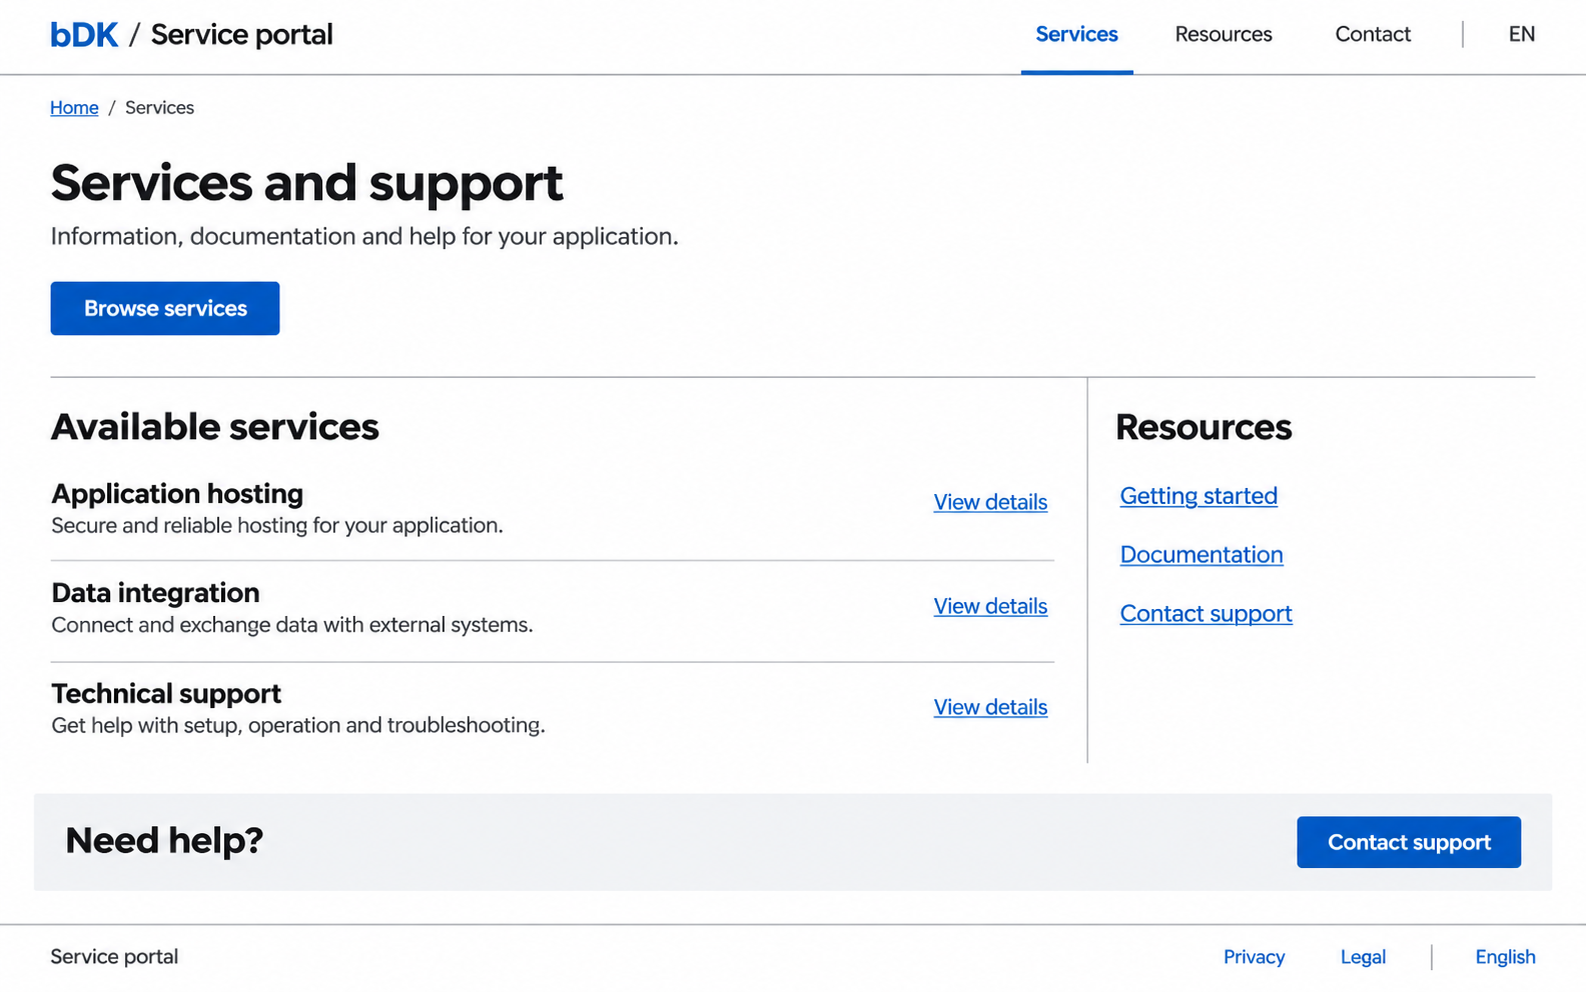 bDK / Service portal
Services Resources Contact | EN
Home / Services
Services and support
Information, documentation and help for your application.
Browse services
Available services
Application hosting
Secure and reliable hosting for your application.
View details
Data integration
Connect and exchange data with external systems.
View details
Technical support
Get help with setup, operation and troubleshooting.
View details
Resources
Getting started
Documentation
Contact support
Need help?
Contact support
Service portal
Privacy Legal | English